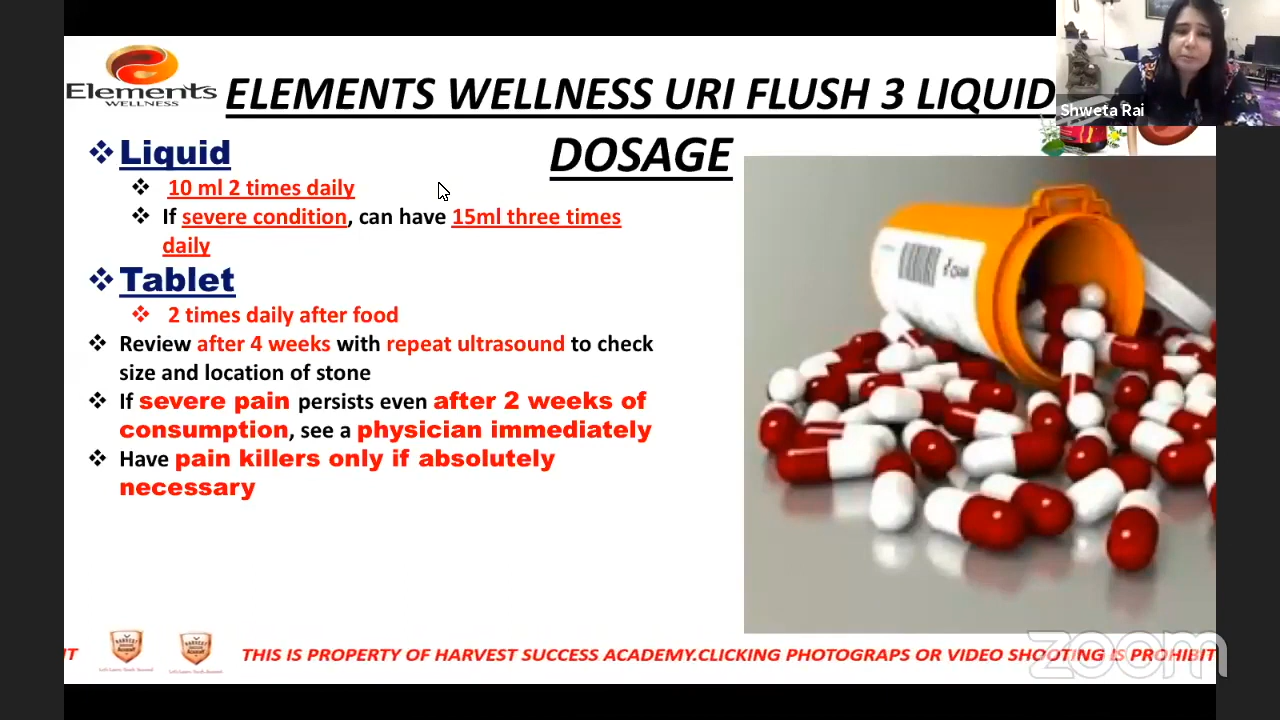 Elements
WELLNESS
ELEMENTS WELLNESS URI FLUSH 3 LIQUID
DOSAGE
Shweta Rai
Liquid
10 ml 2 times daily
If severe condition, can have 15ml three times
daily
Tablet
2 times daily after food
Review after 4 weeks with repeat ultrasound to check
size and location of stone
If severe pain persists even after 2 weeks of
consumption, see a physician immediately
Have pain killers only if absolutely
necessary
THIS IS PROPERTY OF HARVEST SUCCESS ACADEMY.CLICKING PHOTOGRAPS OR VIDEO SHOOTING IS PROHIBIT
zoom